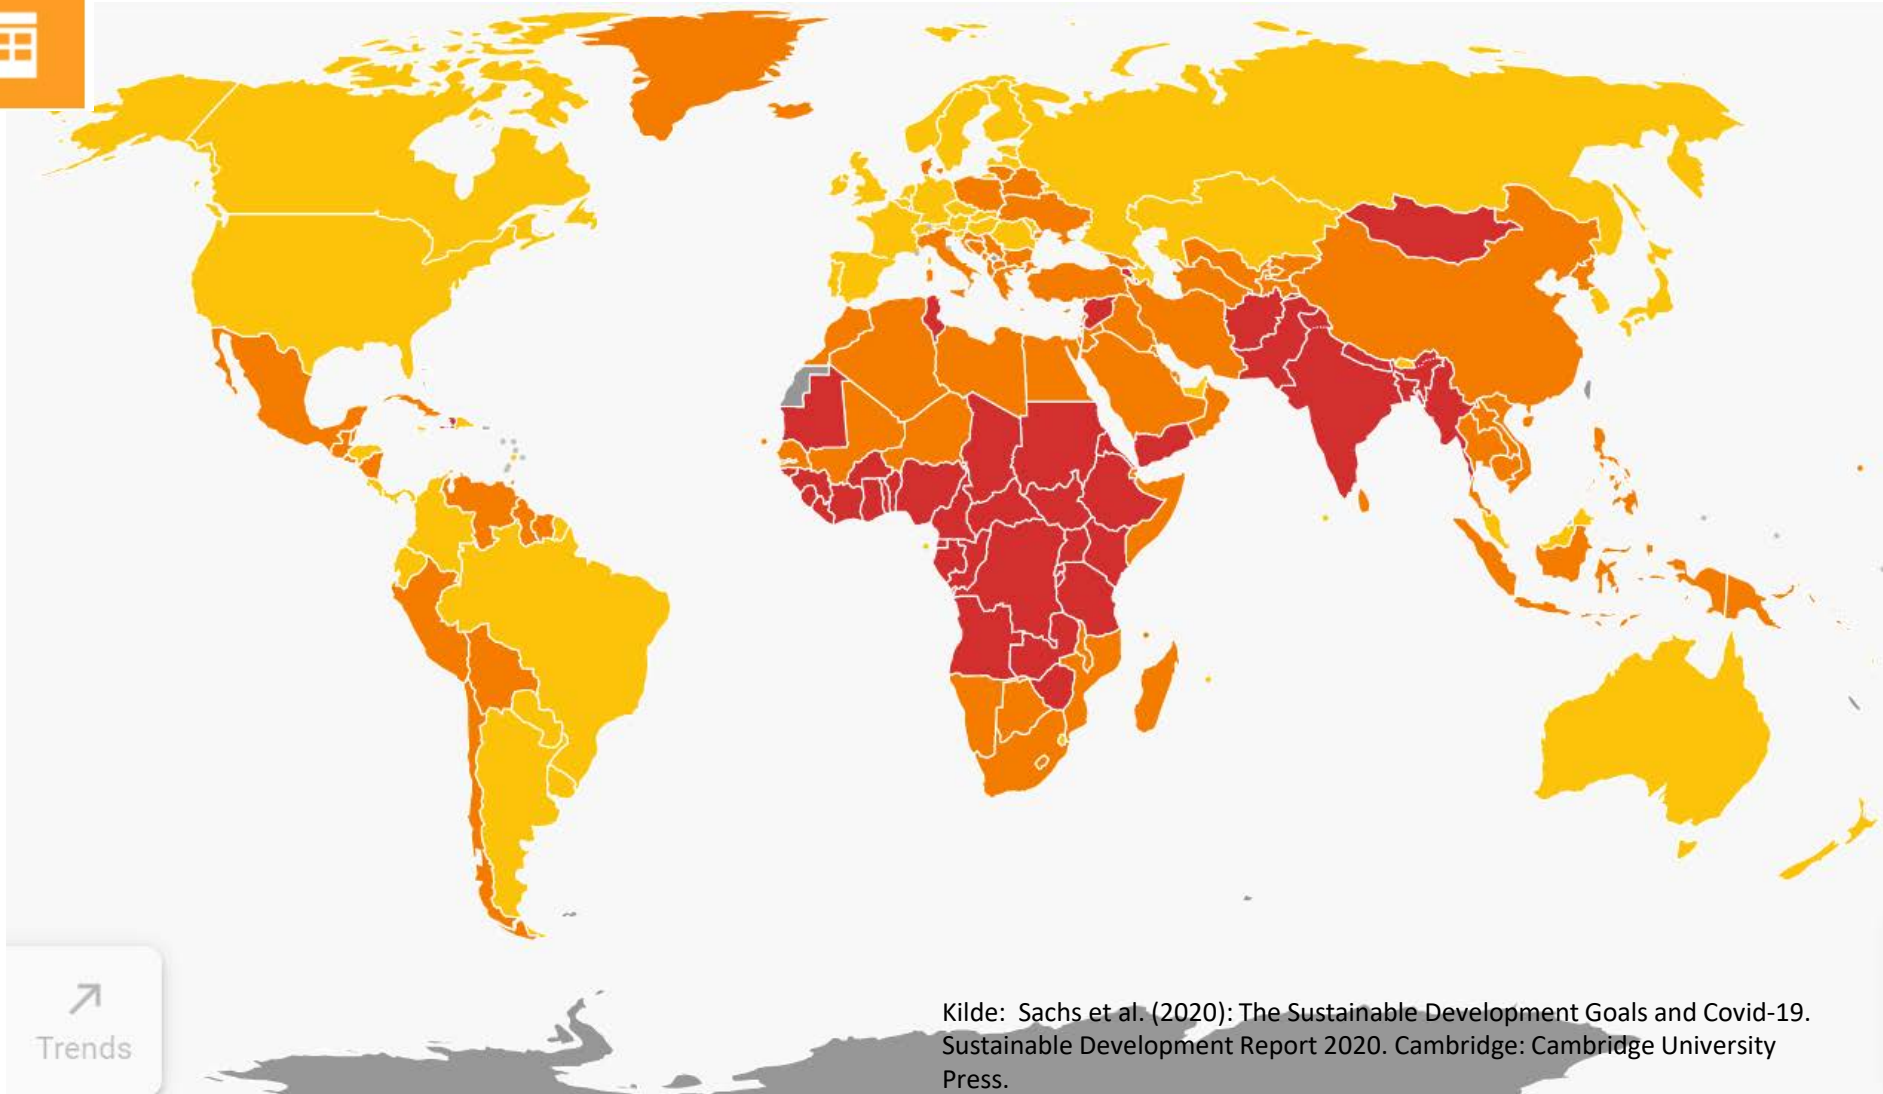 Trends
Kilde:  Sachs et al. (2020): The Sustainable Development Goals and Covid-19.
Sustainable Development Report 2020. Cambridge: Cambridge University
Press.